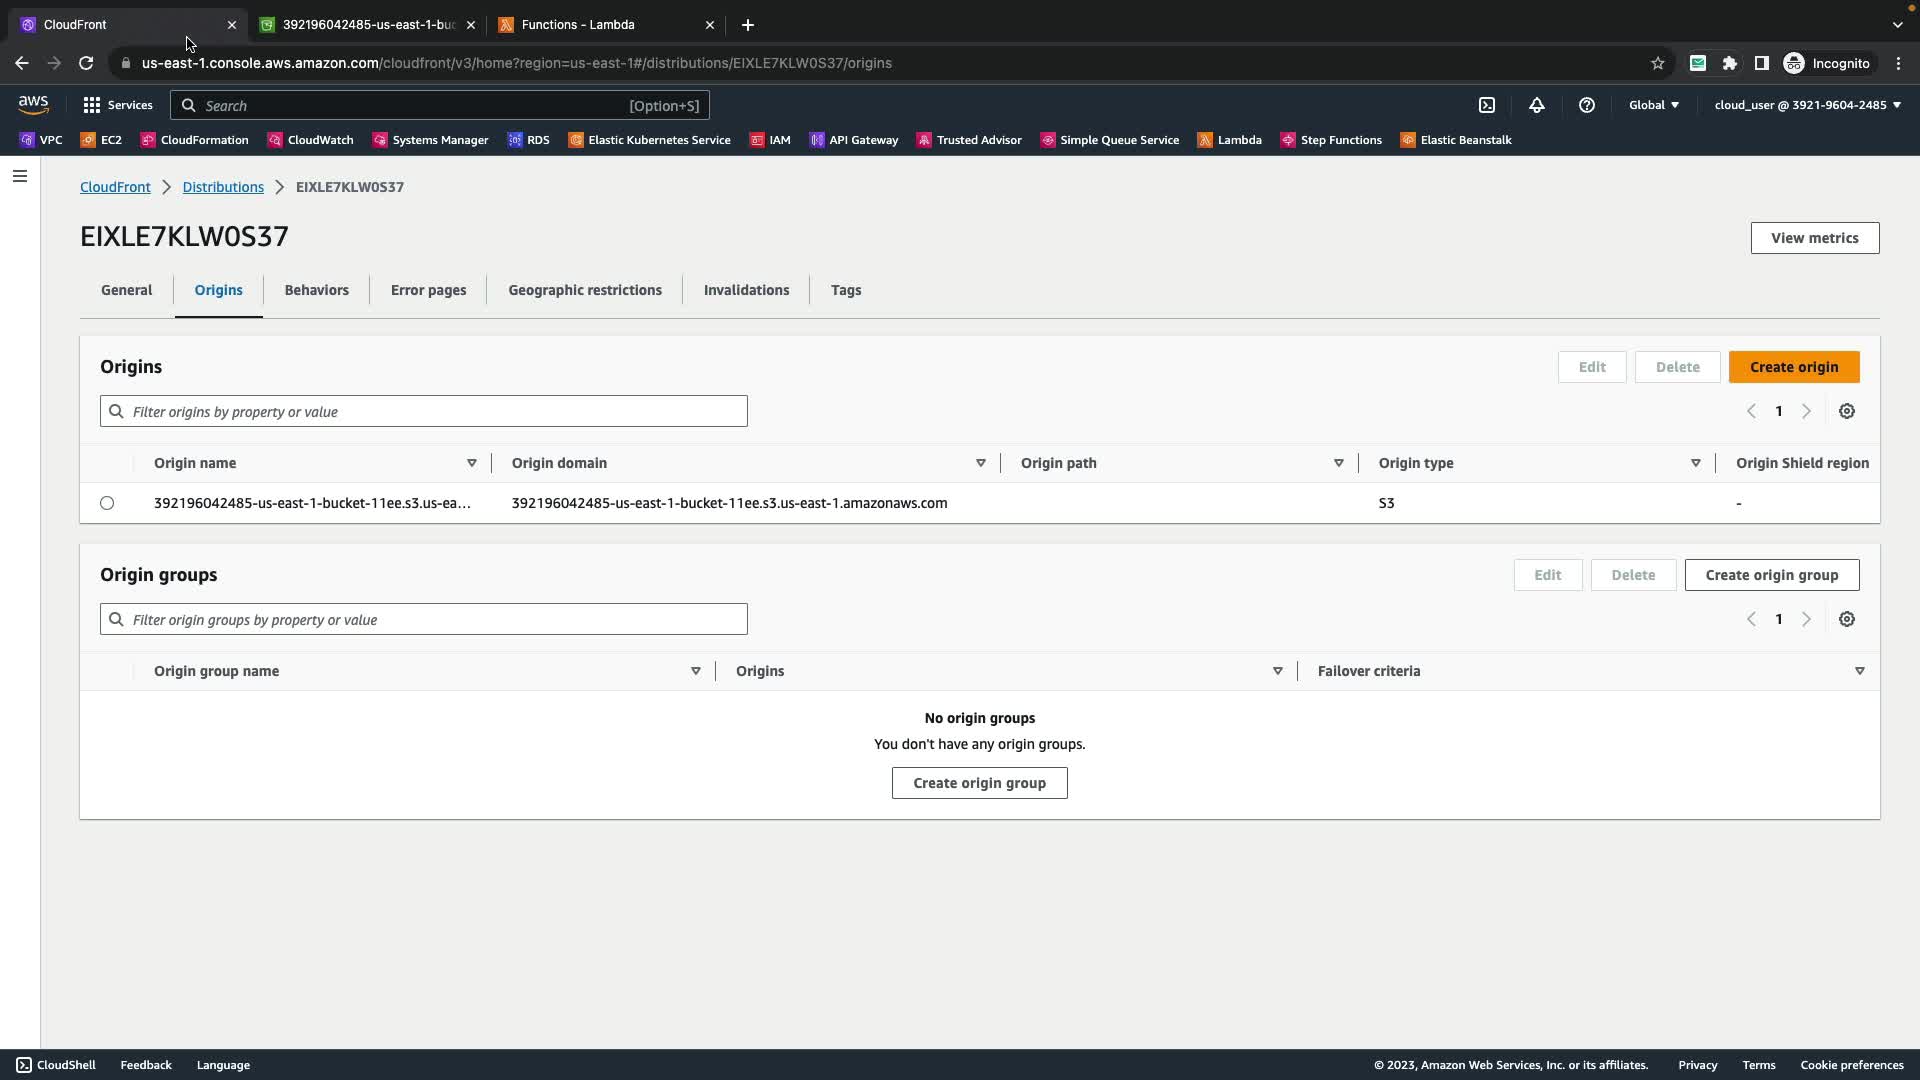 CloudFront
392196042485-us-east-1-buc
Functions - Lambda
us-east-1.console.aws.amazon.com/cloudfront/v3/home?region=us-east-1#/distributions/EIXLE7KLW0S37/origins
Incognito
aws
Services
Search
[Option+S]
Global
cloud_user @ 3921-9604-2485
VPC
EC2
CloudFormation
CloudWatch
Systems Manager
RDS
Elastic Kubernetes Service
IAM
API Gateway
Trusted Advisor
Simple Queue Service
Lambda
Step Functions
Elastic Beanstalk
CloudFront
Distributions
EIXLE7KLW0S37
EIXLE7KLW0S37
View metrics
General
Origins
Behaviors
Error pages
Geographic restrictions
Invalidations
Tags
Origins
Edit
Delete
Create origin
Filter origins by property or value
1
Origin name
Origin domain
Origin path
Origin type
Origin Shield region
392196042485-us-east-1-bucket-11ee.s3.us-ea...
392196042485-us-east-1-bucket-11ee.s3.us-east-1.amazonaws.com
S3
-
Origin groups
Edit
Delete
Create origin group
Filter origin groups by property or value
1
Origin group name
Origins
Failover criteria
No origin groups
You don't have any origin groups.
Create origin group
CloudShell
Feedback
Language
© 2023, Amazon Web Services, Inc. or its affiliates.
Privacy
Terms
Cookie preferences